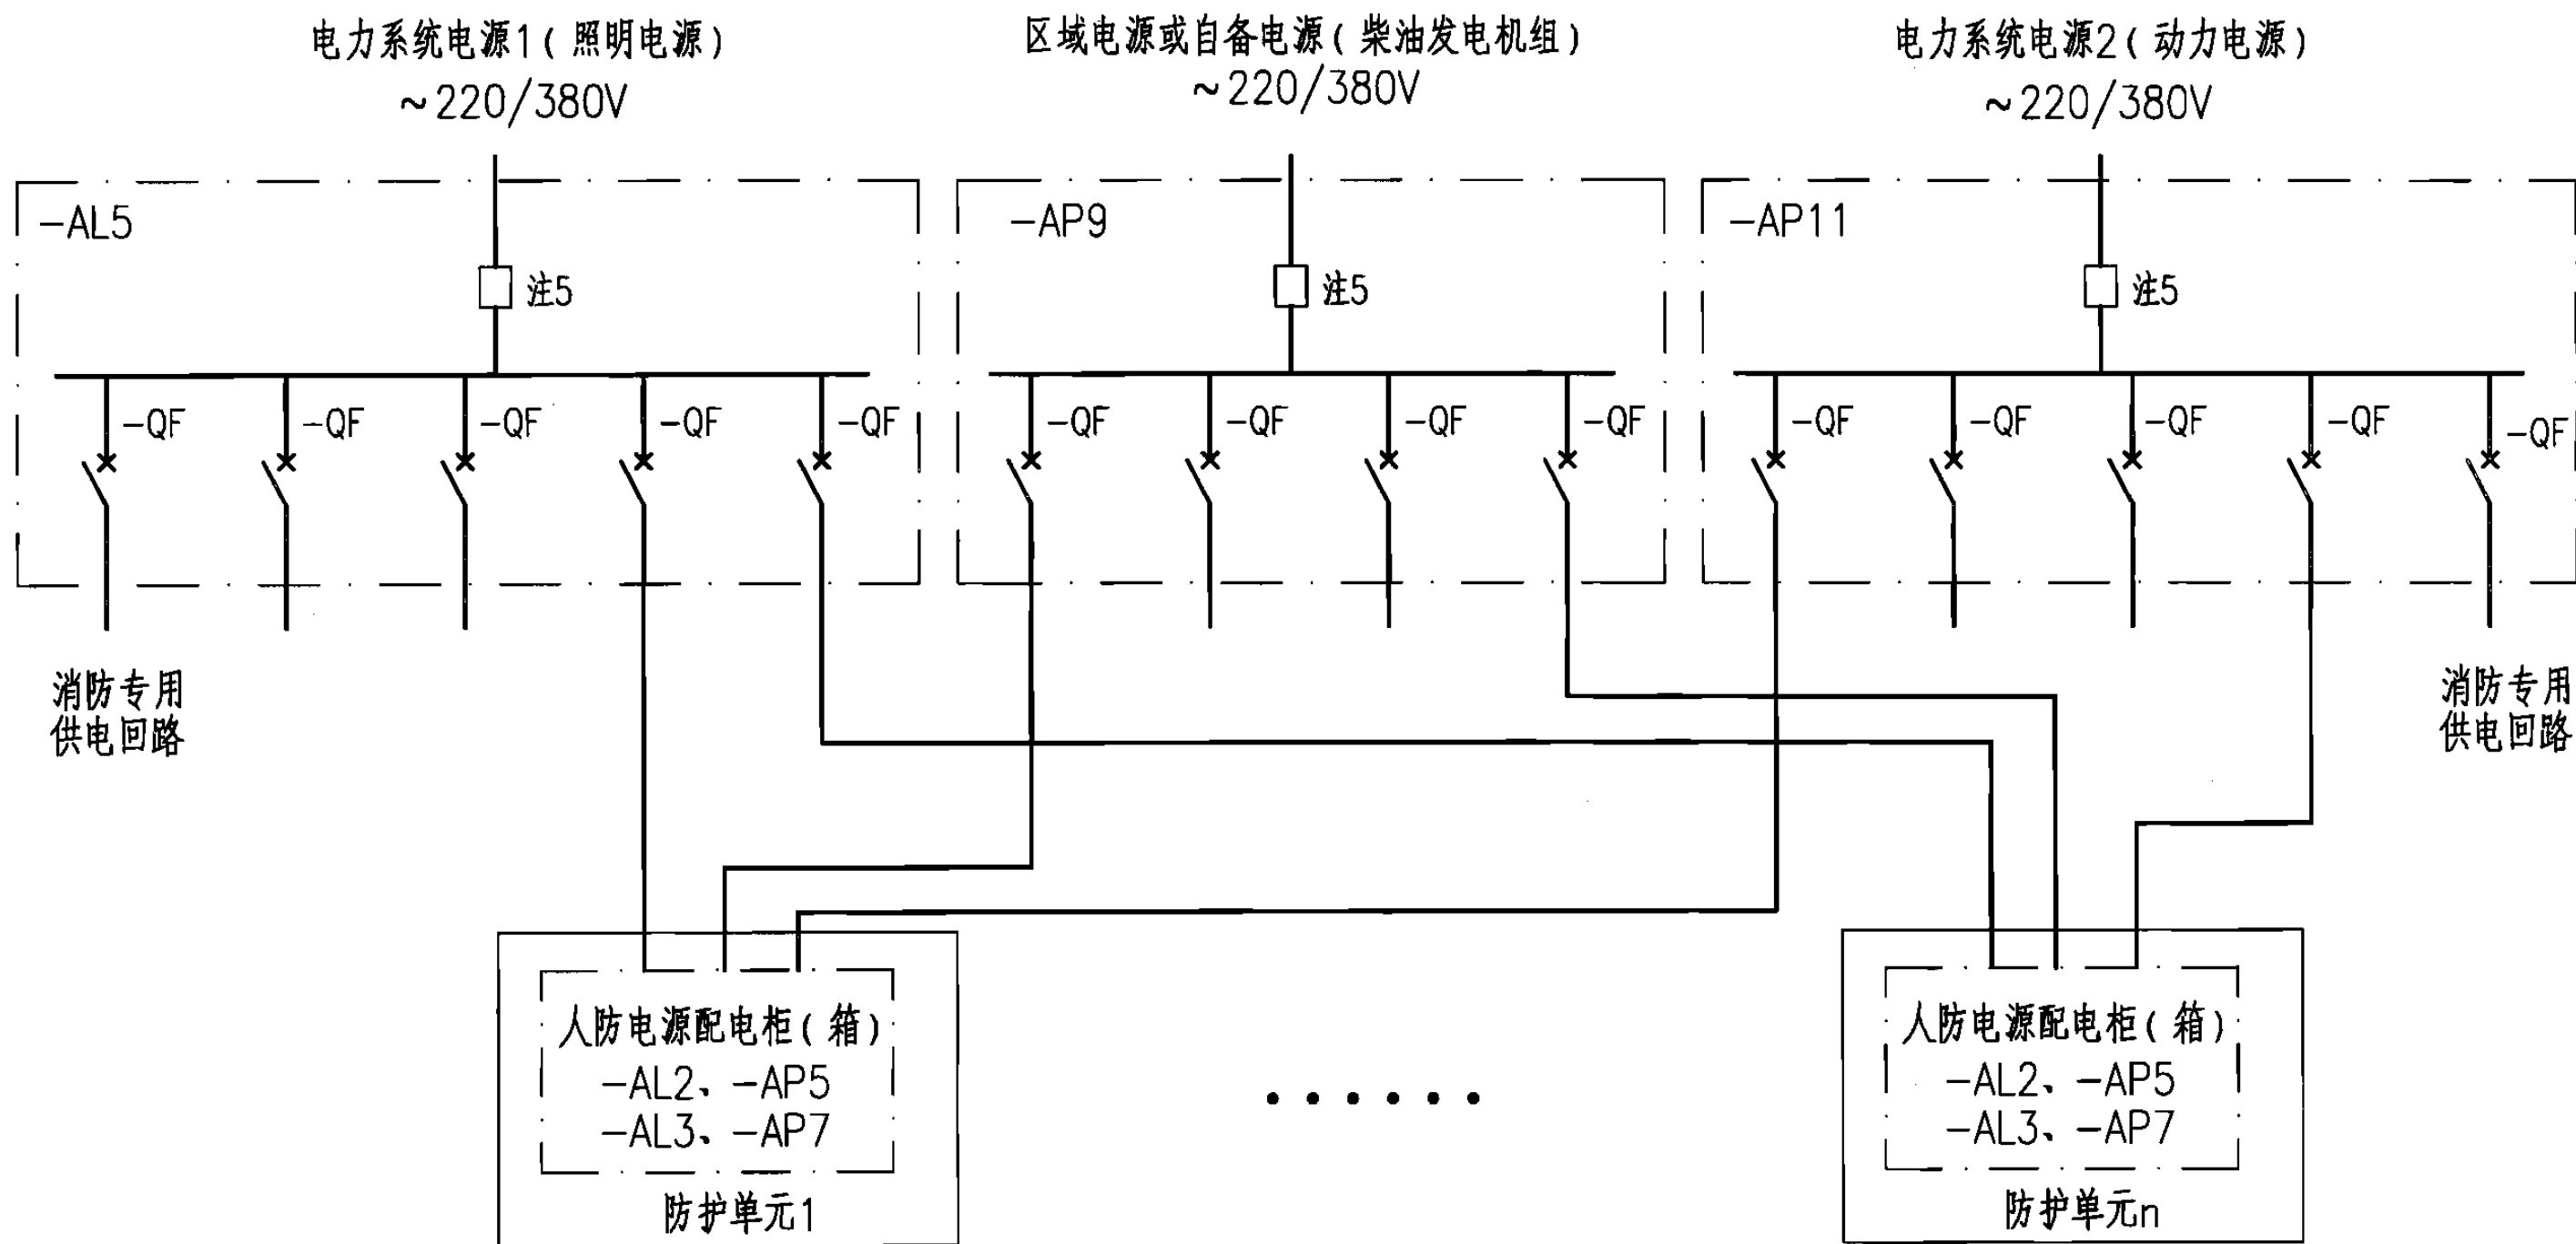 电力系统电源1(照明电源)
~220/380V
区域电源或自备电源(柴油发电机组)
~220/380V
电力系统电源2(动力电源)
~220/380V
-AL5
-AP9
-AP11
注5
注5
注5
-QF
-QF
-QF
-QF
-QF
-QF
-QF
-QF
-QF
-QF
-QF
-QF
-QF
-QF
消防专用
供电回路
消防专用
供电回路
人防电源配电柜(箱)
-AL2、-AP5
-AL3、-AP7
防护单元1
......
人防电源配电柜(箱)
-AL2、-AP5
-AL3、-AP7
防护单元n